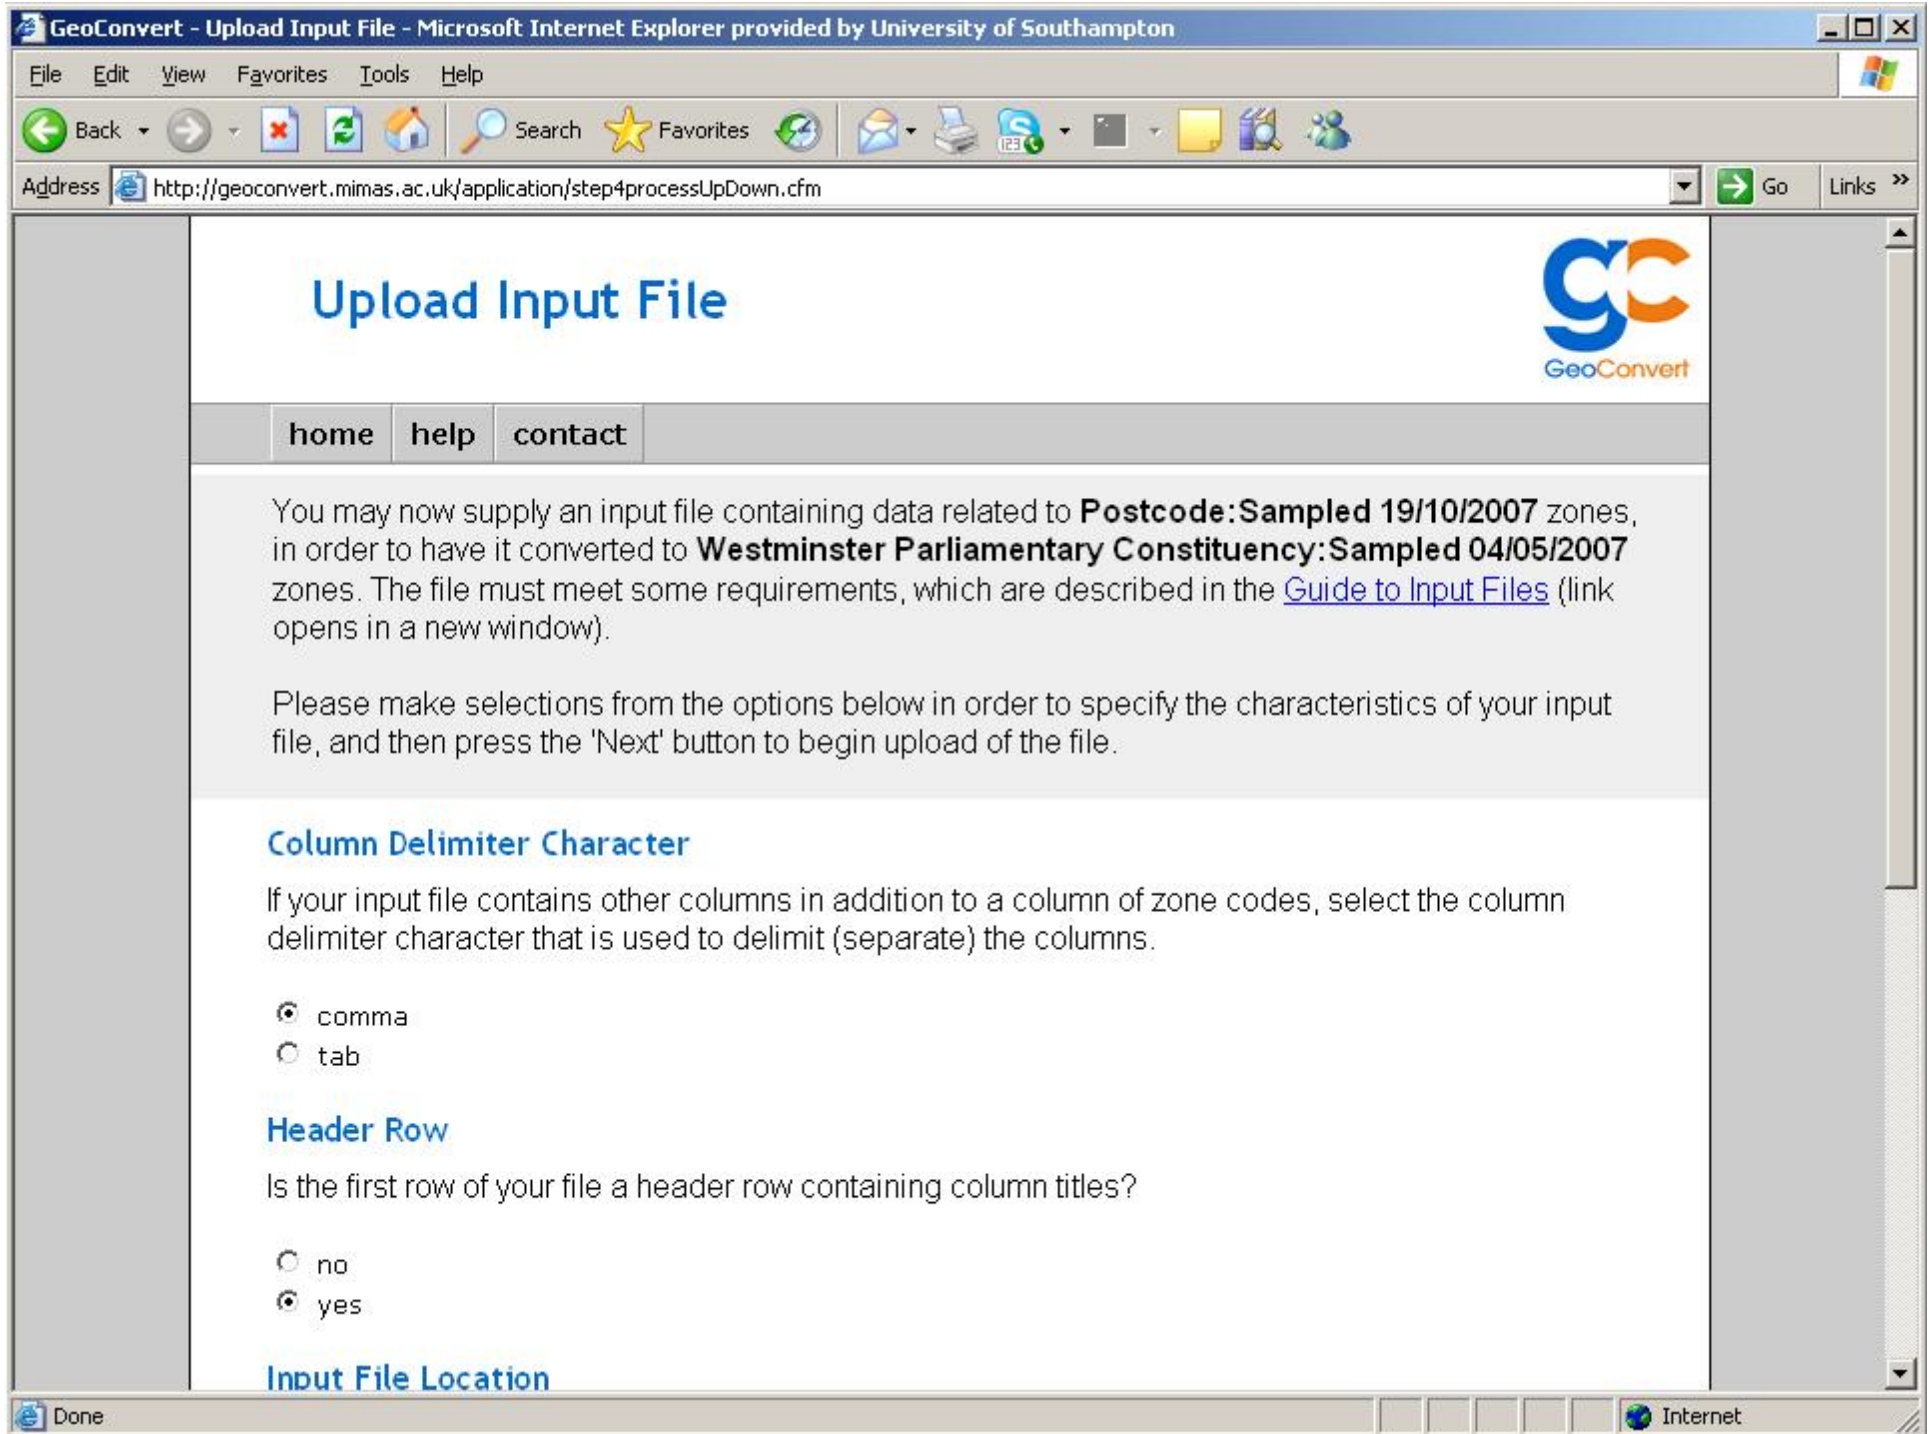 GeoConvert - Upload Input File - Microsoft Internet Explorer provided by University of Southampton
File Edit View Favorites Tools Help
Back Search Favorites 123
Address http://geoconvert.mimas.ac.uk/application/step4processUpDown.cfm Go Links »
Upload Input File
gc
GeoConvert
home help contact
You may now supply an input file containing data related to Postcode:Sampled 19/10/2007 zones,
in order to have it converted to Westminster Parliamentary Constituency:Sampled 04/05/2007
zones. The file must meet some requirements, which are described in the Guide to Input Files (link
opens in a new window).
Please make selections from the options below in order to specify the characteristics of your input
file, and then press the 'Next' button to begin upload of the file.
Column Delimiter Character
If your input file contains other columns in addition to a column of zone codes, select the column
delimiter character that is used to delimit (separate) the columns.
comma
tab
Header Row
Is the first row of your file a header row containing column titles?
no
yes
Input File Location
Done Internet